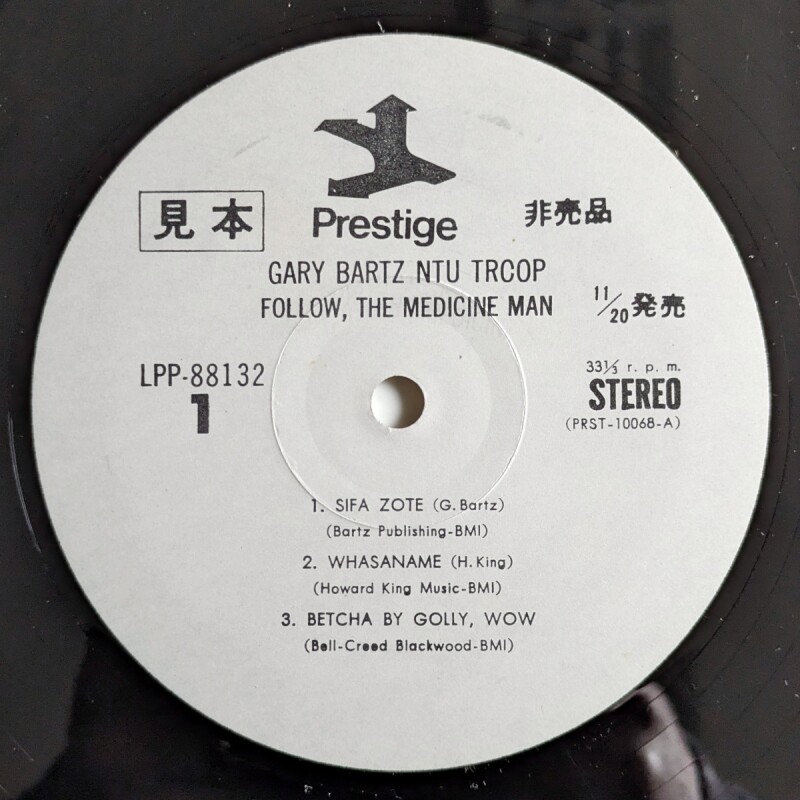 Prestige
見本
非売品
GARY BARTZ NTU TRCOP
FOLLOW, THE MEDICINE MAN
11/20発売
LPP-88132
1
33⅓ r. p. m.
STEREO
(PRST-10068-A)
1. SIFA ZOTE (G. Bartz)
(Bartz Publishing-BMI)
2. WHASANAME (H. King)
(Howard King Music-BMI)
3. BETCHA BY GOLLY, WOW
(Bell-Creed Blackwood-BMI)